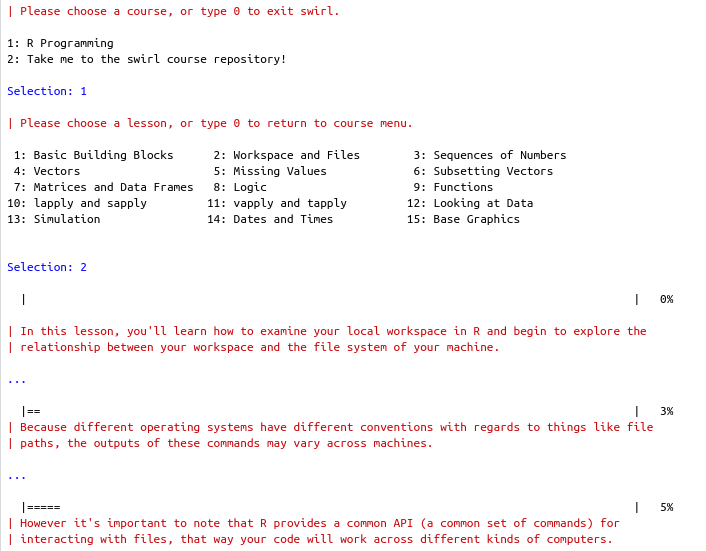 | Please choose a course, or type 0 to exit swirl.
1: R Programming
2: Take me to the swirl course repository!
Selection: 1
| Please choose a lesson, or type 0 to return to course menu.
1: Basic Building Blocks 2: Workspace and Files 3: Sequences of Numbers
4: Vectors 5: Missing Values 6: Subsetting Vectors
7: Matrices and Data Frames 8: Logic 9: Functions
10: lapply and sapply 11: vapply and tapply 12: Looking at Data
13: Simulation 14: Dates and Times 15: Base Graphics
Selection: 2
| | 0%
| In this lesson, you'll learn how to examine your local workspace in R and begin to explore the
| relationship between your workspace and the file system of your machine.
...
|== | 3%
| Because different operating systems have different conventions with regards to things like file
| paths, the outputs of these commands may vary across machines.
...
|===== | 5%
| However it's important to note that R provides a common API (a common set of commands) for
| interacting with files, that way your code will work across different kinds of computers.